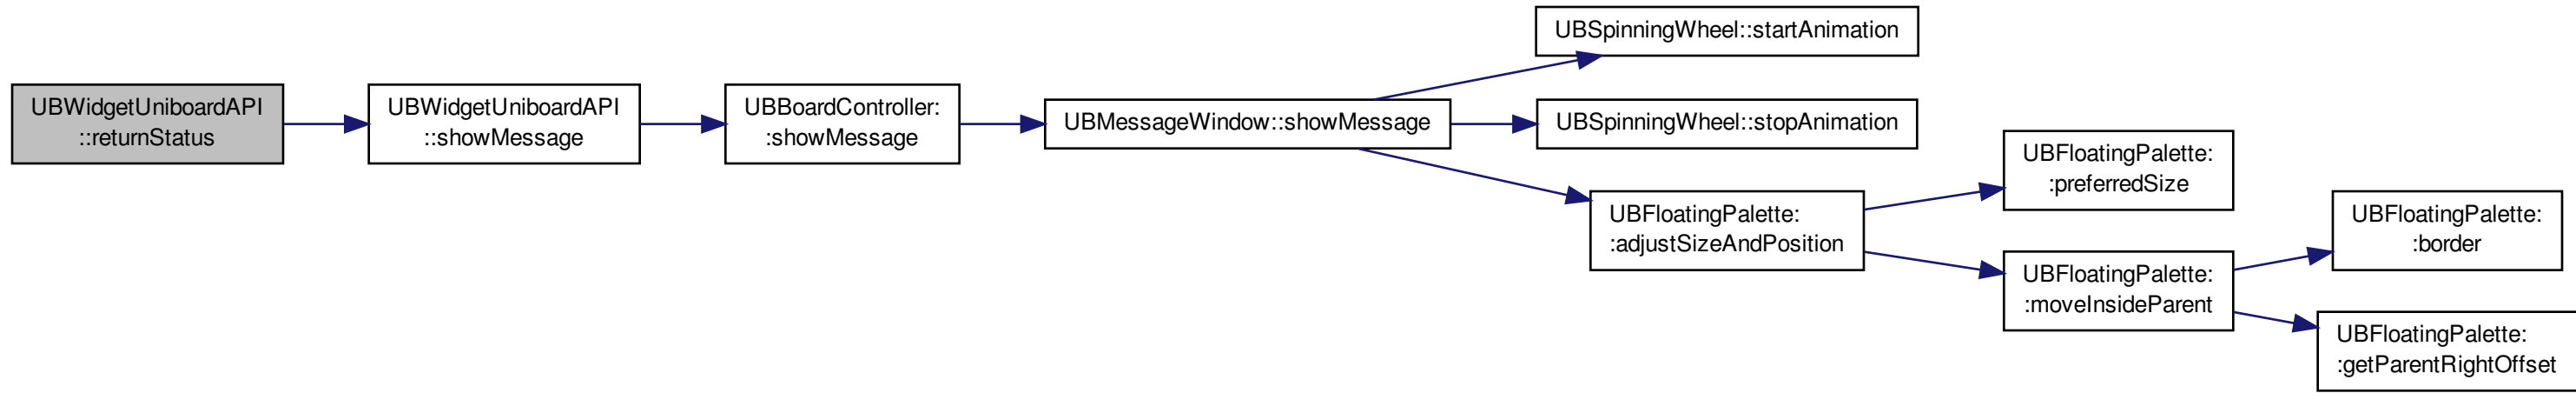 UBWidgetUniboardAPI
::returnStatus
UBWidgetUniboardAPI
::showMessage
UBBoardController:
:showMessage
UBMessageWindow::showMessage
UBSpinningWheel::startAnimation
UBSpinningWheel::stopAnimation
UBFloatingPalette:
:adjustSizeAndPosition
UBFloatingPalette:
:preferredSize
UBFloatingPalette:
:moveInsideParent
UBFloatingPalette:
:border
UBFloatingPalette:
:getParentRightOffset